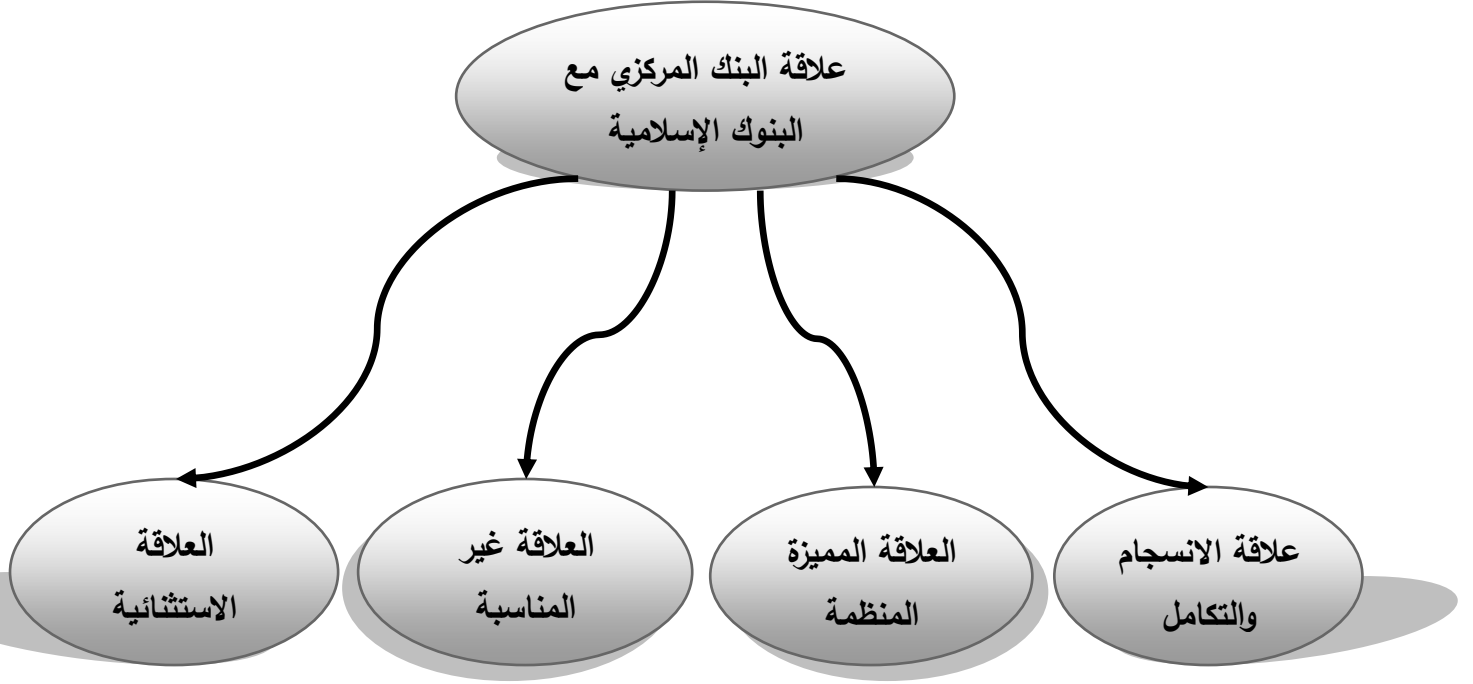 علاقة البنك المركزي مع
البنوك الإسلامية
علاقة الانسجام
والتكامل
العلاقة المميزة
المنظمة
العلاقة غير
المناسبة
العلاقة
الاستثنائية